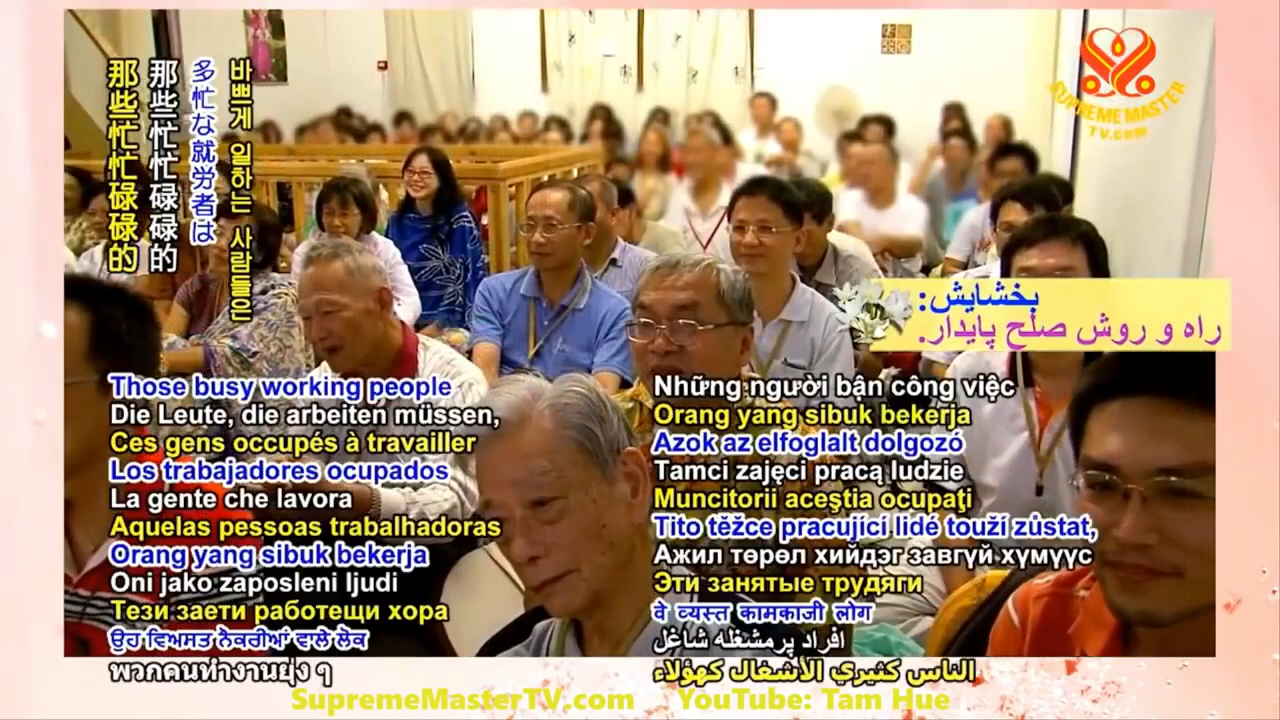 바쁘게 일하는 사람들은
多忙な就労者は
那些忙忙碌碌的
那些忙忙碌碌的
SUPREME MASTER
TV.com
بخشایش:
راه و روش صلح پایدار.
Those busy working people
Die Leute, die arbeiten müssen,
Ces gens occupés à travailler
Los trabajadores ocupados
La gente che lavora
Aquelas pessoas trabalhadoras
Orang yang sibuk bekerja
Oni jako zaposleni ljudi
Тези заети работещи хора
ਉਹ ਵਿਅਸਤ ਨੋਕਰੀਆਂ ਵਾਲੇ ਲੋਕ
พวกคนทำงานยุ่ง ๆ
Những người bận công việc
Orang yang sibuk bekerja
Azok az elfoglalt dolgozó
Tamci zajęci pracą ludzie
Muncitorii aceştia ocupaţi
Tito těžce pracující lidé touží zůstat,
Ажил төрөл хийдэг завгүй хүмүүс
Эти занятые трудяги
वे व्यस्त कामकाजी लोग
افراد پرمشغله شاغل
الناس كثيري الأشغال كهؤلاء
SupremeMasterTV.com YouTube: Tam Hue